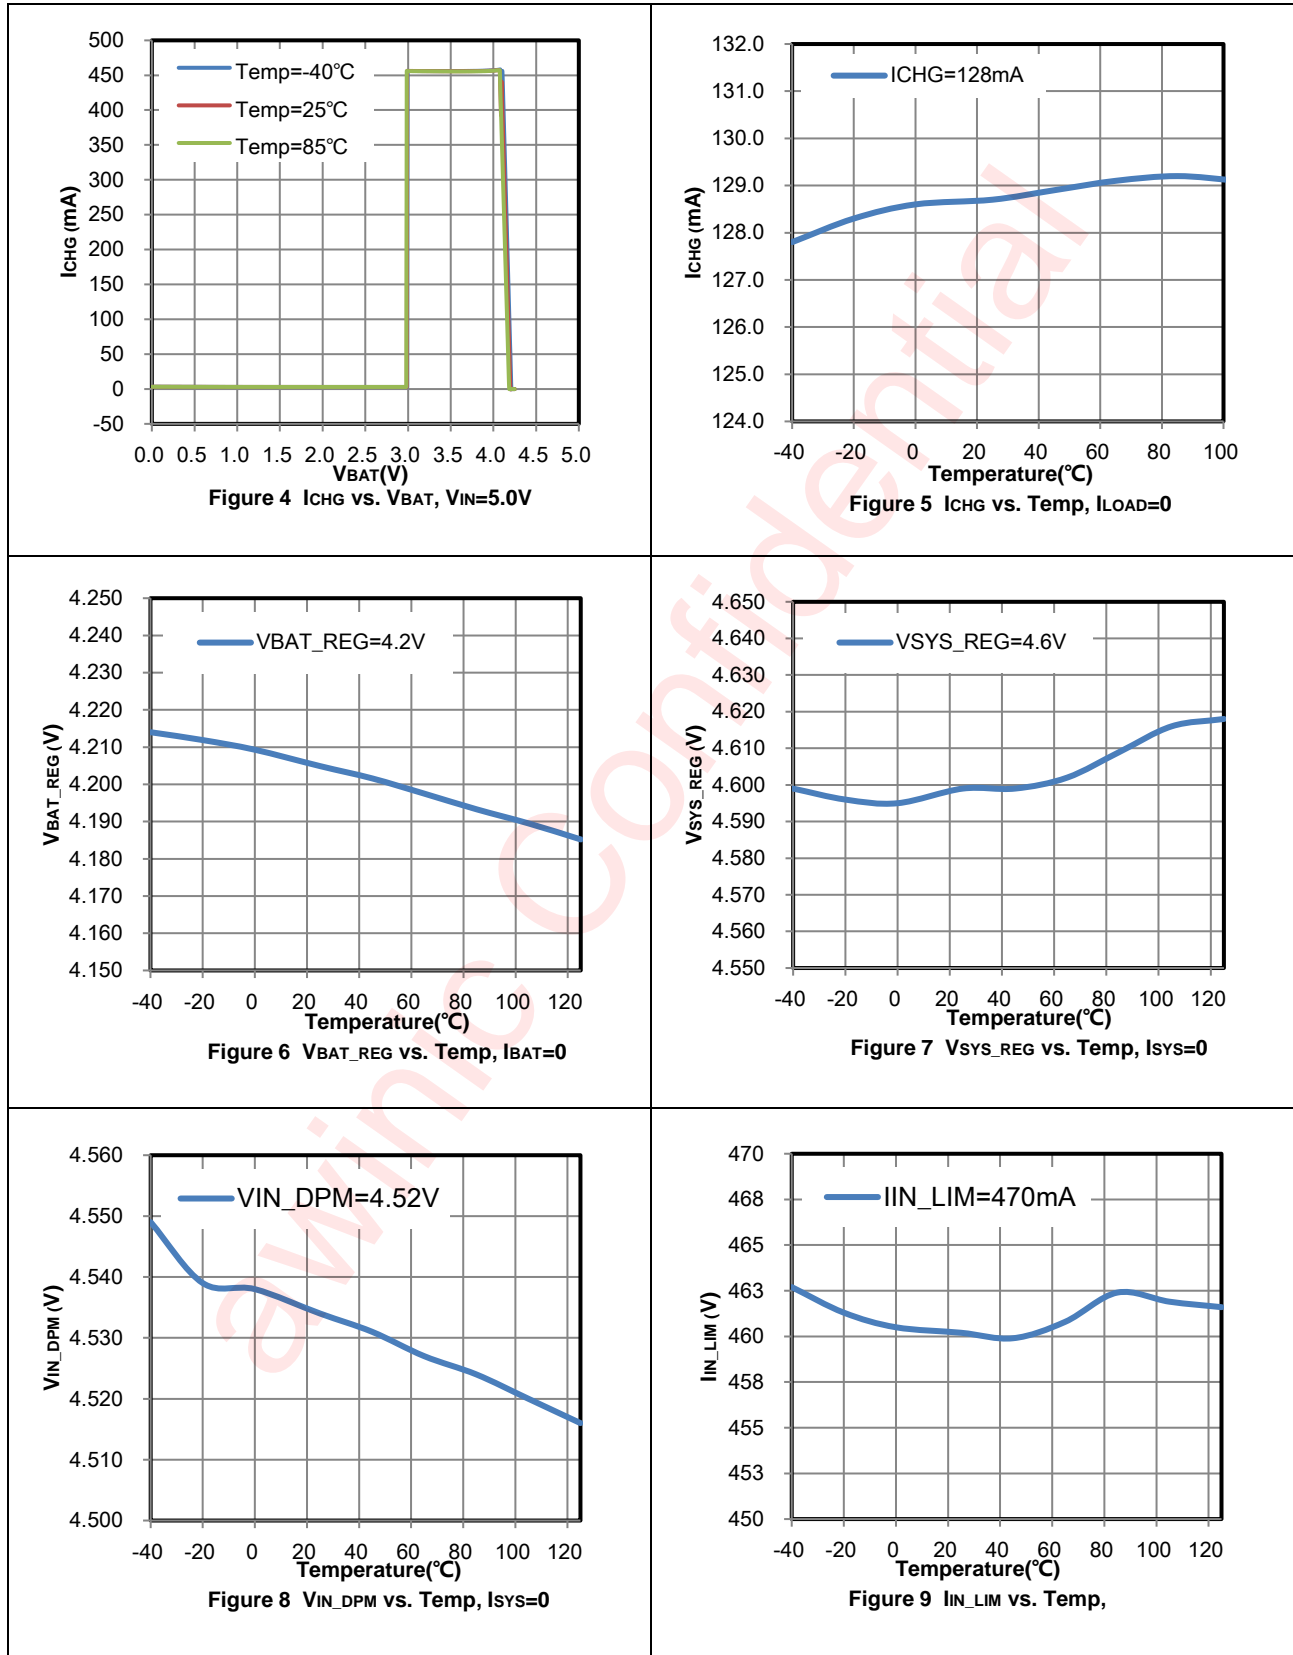 500
450
400
350
300
250
200
150
100
50
0
-50
ICHG (mA)
Temp=-40℃
Temp=25℃
Temp=85℃
0.0 0.5 1.0 1.5 2.0 2.5 3.0 3.5 4.0 4.5 5.0
VBAT(V)
Figure 4 ICHG vs. VBAT, VIN=5.0V
132.0
131.0
130.0
129.0
128.0
127.0
126.0
125.0
124.0
ICHG (mA)
ICHG=128mA
-40 -20 0 20 40 60 80 100
Temperature(℃)
Figure 5 ICHG vs. Temp, ILOAD=0
4.250
4.240
4.230
4.220
4.210
4.200
4.190
4.180
4.170
4.160
4.150
VBAT_REG (V)
VBAT_REG=4.2V
-40 -20 0 20 40 60 80 100 120
Temperature(℃)
Figure 6 VBAT_REG vs. Temp, IBAT=0
4.650
4.640
4.630
4.620
4.610
4.600
4.590
4.580
4.570
4.560
4.550
VSYS_REG (V)
VSYS_REG=4.6V
-40 -20 0 20 40 60 80 100 120
Temperature(℃)
Figure 7 VSYS_REG vs. Temp, ISYS=0
4.560
4.550
4.540
4.530
4.520
4.510
4.500
VIN_DPM (V)
VIN_DPM=4.52V
-40 -20 0 20 40 60 80 100 120
Temperature(℃)
Figure 8 VIN_DPM vs. Temp, ISYS=0
470
468
465
463
460
458
455
453
450
IIN_LIM (V)
IIN_LIM=470mA
-40 -20 0 20 40 60 80 100 120
Temperature(℃)
Figure 9 IIN_LIM vs. Temp,
awinic Confidential